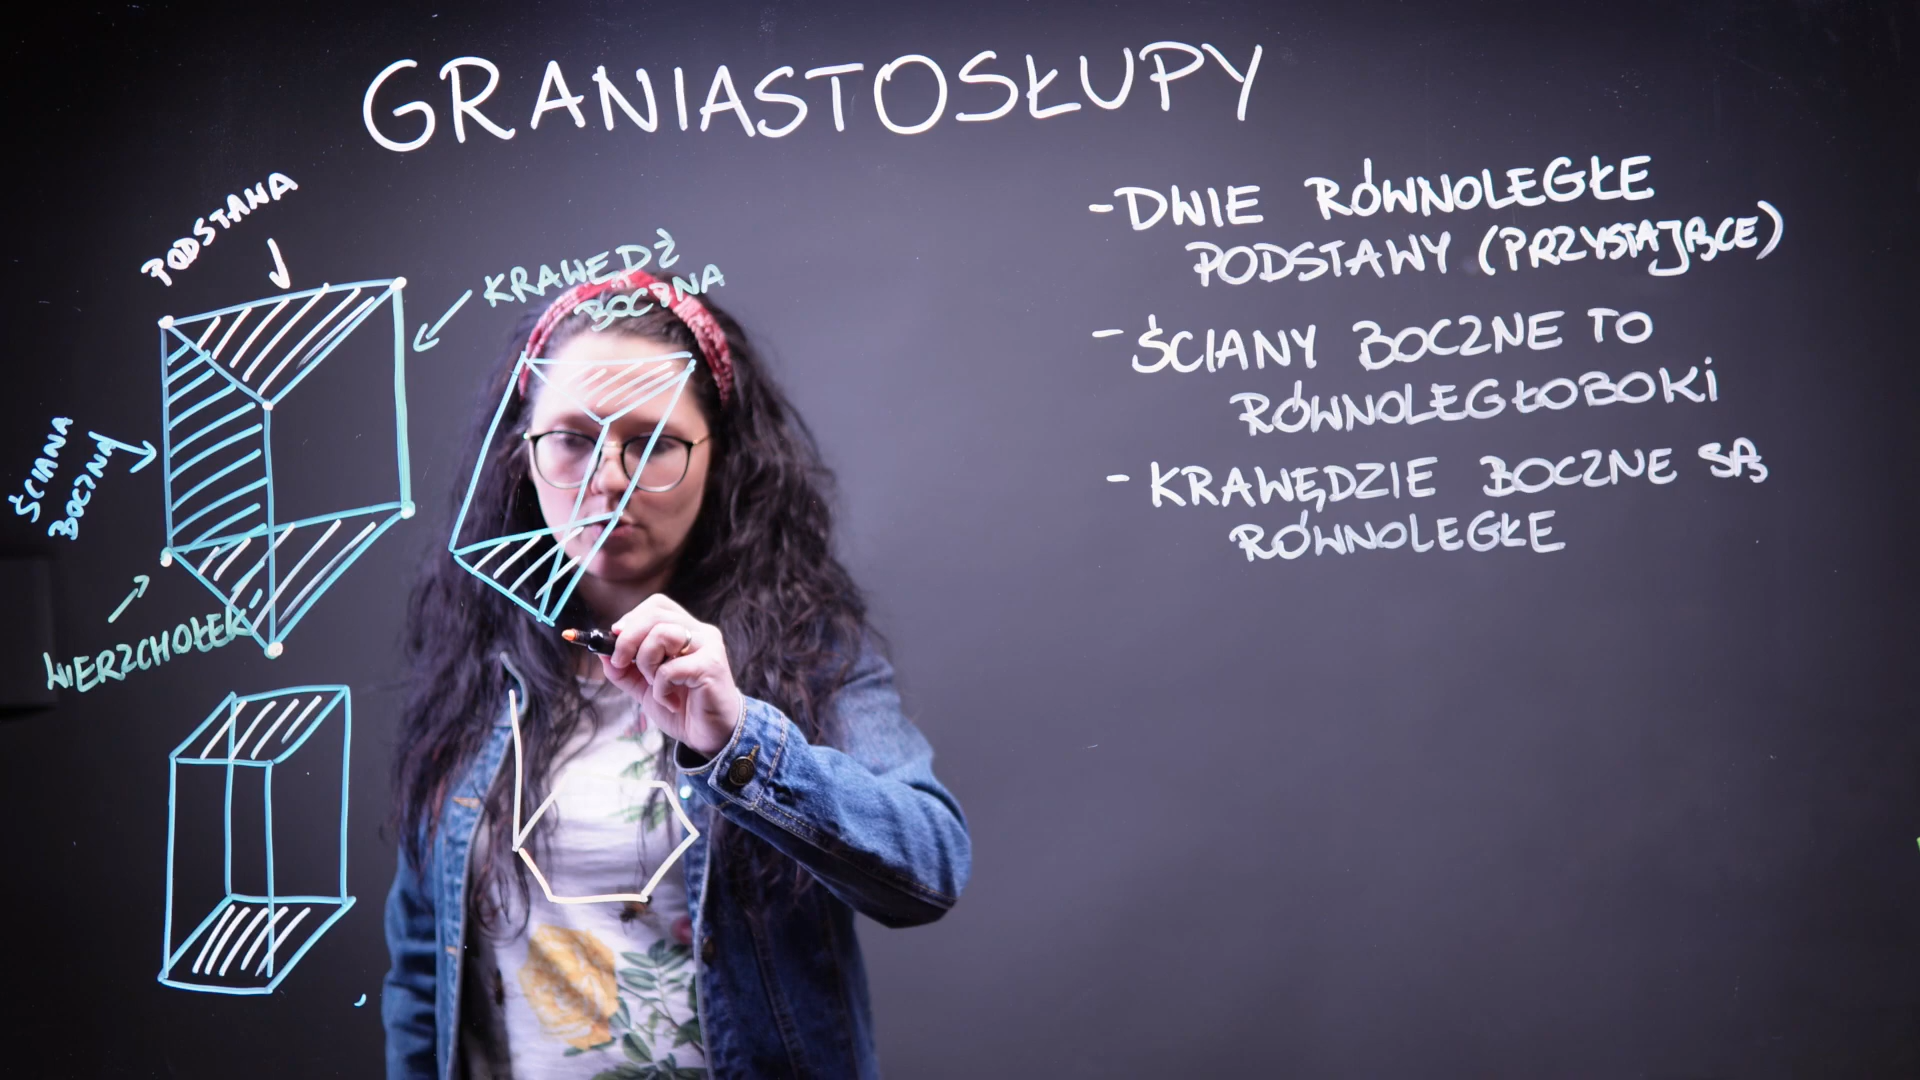 GRANIASTOSŁUPY
PODSTAWA
KRAWĘDŹ
BOCZNA
ŚCIANA
BOCZNA
WIERZCHOŁEK
-DWIE RÓWNOLEGŁE
PODSTAWY (PRZYSTAJĄCE)
- ŚCIANY BOCZNE TO
RÓWNOLEGŁOBOKI
- KRAWĘDZIE BOCZNE SĄ
RÓWNOLEGŁE